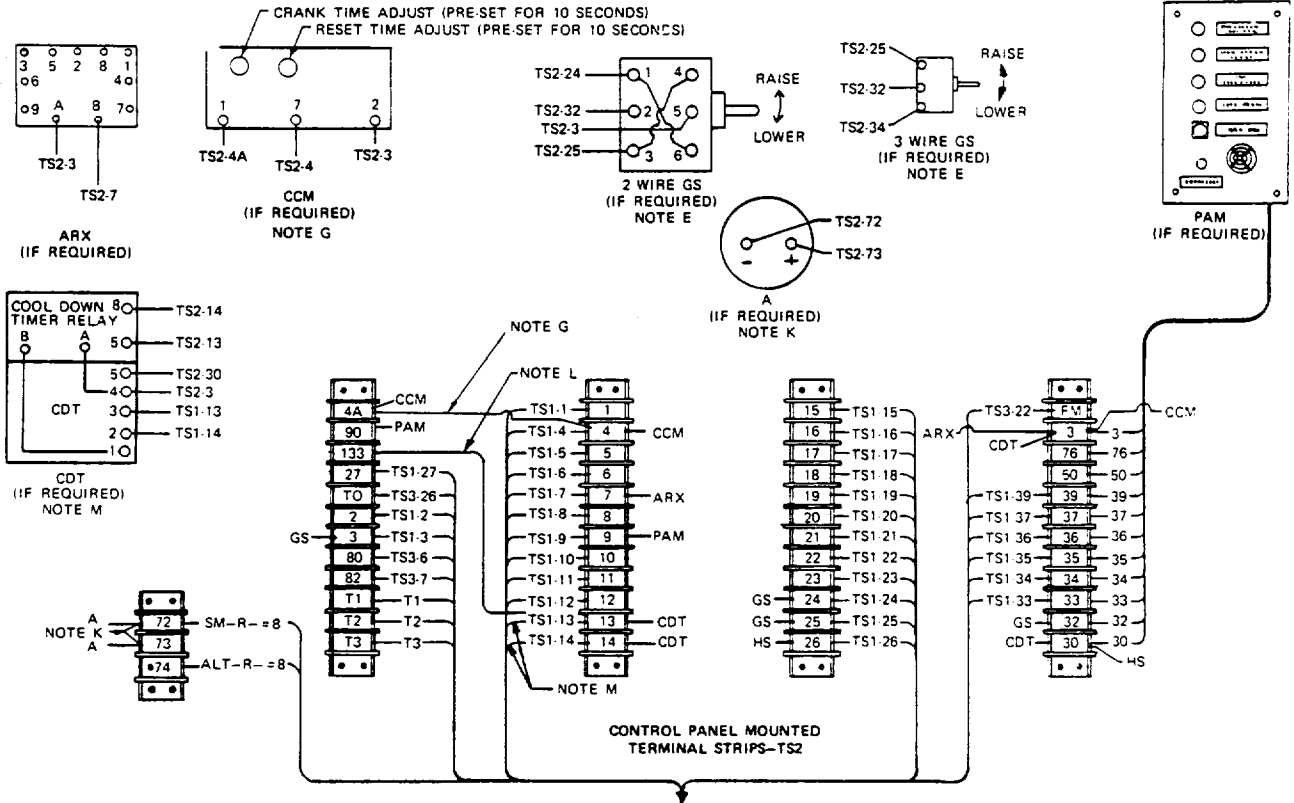 CRANK TIME ADJUST (PRE-SET FOR 10 SECONDS)
RESET TIME ADJUST (PRE-SET FOR 10 SECONDS)
3 5 2 8 1
6 4
9 A B 7
TS2-3
TS2-7
ARX
(IF REQUIRED)
1 7 2
TS2-4A
TS2-4
TS2-3
CCM
(IF REQUIRED)
NOTE G
TS2-24
TS2-32
TS2-3
TS2-25
1 4
2 5
3 6
RAISE
LOWER
2 WIRE GS
(IF REQUIRED)
NOTE E
TS2-25
TS2-32
TS2-34
RAISE
LOWER
3 WIRE GS
(IF REQUIRED)
NOTE E
PAM
(IF REQUIRED)
TS2-72
TS2-73
- +
A
(IF REQUIRED)
NOTE K
COOL DOWN 8
TIMER RELAY
B A 5
TS2-14
TS2-13
CDT
5 TS2-30
4 TS2-3
3 TS1-13
2 TS1-14
1
CDT
(IF REQUIRED)
NOTE M
NOTE G
NOTE L
4A CCM
90 PAM
133
27 TS1-27
TO TS3-26
2 TS1-2
GS 3 TS1-3
80 TS3-6
82 TS3-7
T1 T1
T2 T2
T3 T3
TS1-1 1
TS1-4 4 CCM
TS1-5 5
TS1-6 6
TS1-7 7 ARX
TS1-8 8
TS1-9 9 PAM
TS1-10 10
TS1-11 11
TS1-12 12
TS1-13 13 CDT
TS1-14 14 CDT
NOTE M
15 TS1-15
16 TS1-16
17 TS1-17
18 TS1-18
19 TS1-19
20 TS1-20
21 TS1-21
22 TS1-22
23 TS1-23
GS 24 TS1-24
GS 25 TS1-25
HS 26 TS1-26
TS3-22 FM
CCM
ARX 3 3
CDT
76 76
50 50
TS1-39 39 39
TS1-37 37 37
TS1-36 36 36
TS1-35 35 35
TS1-34 34 34
TS1-33 33 33
GS 32 32
CDT 30 30
HS
A
NOTE K
A
72 SM-R-=8
73
74 ALT-R-=8
CONTROL PANEL MOUNTED
TERMINAL STRIPS-TS2